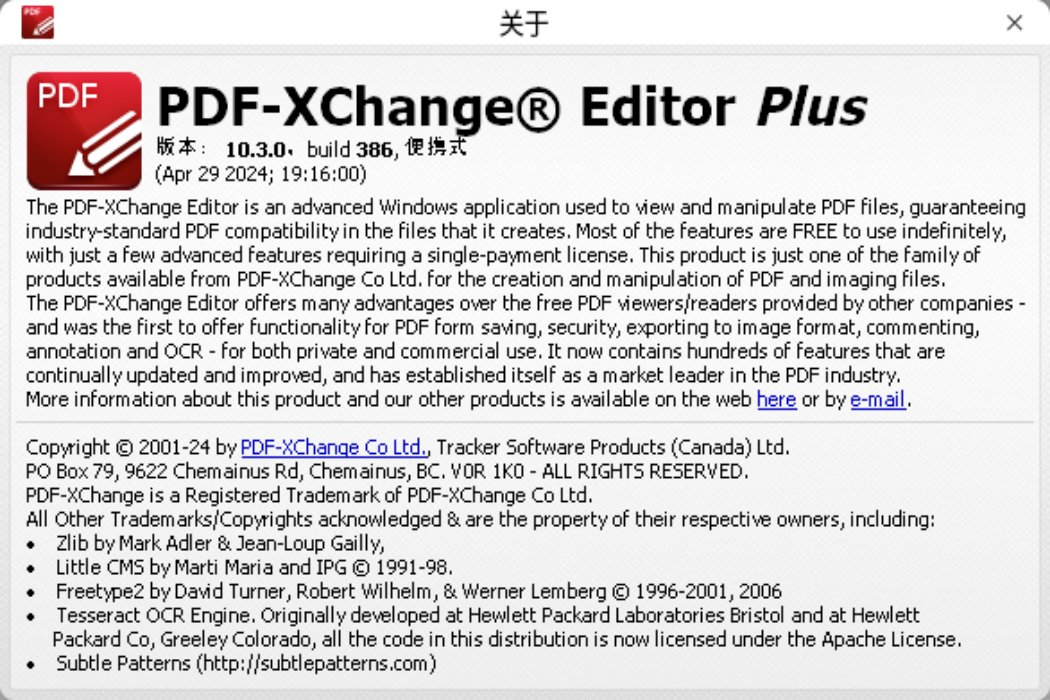 PDF
关于
PDF
PDF-XChange® Editor Plus
版本： 10.3.0, build 386, 便携式
(Apr 29 2024; 19:16:00)
The PDF-XChange Editor is an advanced Windows application used to view and manipulate PDF files, guaranteeing
industry-standard PDF compatibility in the files that it creates. Most of the features are FREE to use indefinitely,
with just a few advanced features requiring a single-payment license. This product is just one of the family of
products available from PDF-XChange Co Ltd. for the creation and manipulation of PDF and imaging files.
The PDF-XChange Editor offers many advantages over the free PDF viewers/readers provided by other companies -
and was the first to offer functionality for PDF form saving, security, exporting to image format, commenting,
annotation and OCR - for both private and commercial use. It now contains hundreds of features that are
continually updated and improved, and has established itself as a market leader in the PDF industry.
More information about this product and our other products is available on the web here or by e-mail.
Copyright © 2001-24 by PDF-XChange Co Ltd., Tracker Software Products (Canada) Ltd.
PO Box 79, 9622 Chemainus Rd, Chemainus, BC. V0R 1K0 - ALL RIGHTS RESERVED.
PDF-XChange is a Registered Trademark of PDF-XChange Co Ltd.
All Other Trademarks/Copyrights acknowledged & are the property of their respective owners, including:
• Zlib by Mark Adler & Jean-Loup Gailly,
• Little CMS by Marti Maria and IPG © 1991-98.
• Freetype2 by David Turner, Robert Wilhelm, & Werner Lemberg © 1996-2001, 2006
• Tesseract OCR Engine. Originally developed at Hewlett Packard Laboratories Bristol and at Hewlett
Packard Co, Greeley Colorado, all the code in this distribution is now licensed under the Apache License.
• Subtle Patterns (http://subtlepatterns.com)